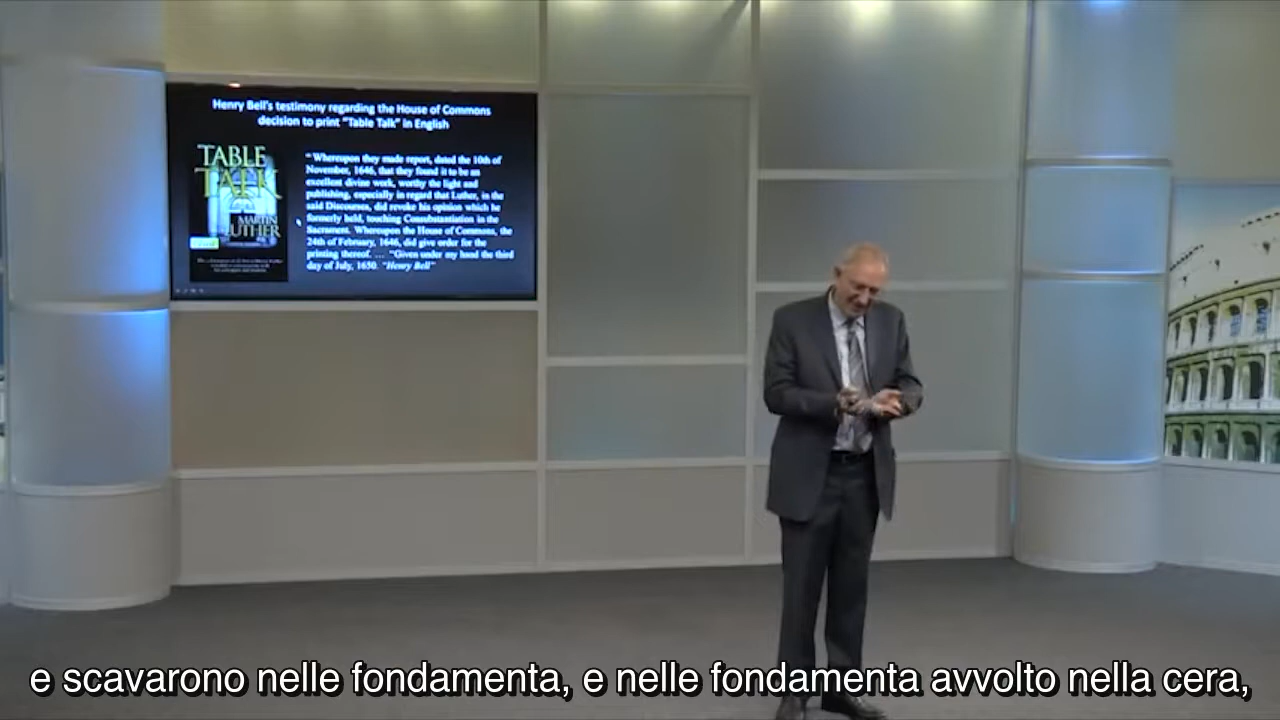 Henry Bell's testimony regarding the House of Commons
decision to print "Table Talk" in English
TABLE
TALK
MARTIN
LUTHER
" Whereupon they made report, dated the 10th of
November, 1646, that they found it to be an
excellent divine work, worthy the light and
publishing, especially in regard that Luther, in the
said Discourses, did revoke his opinion which he
formerly held, touching Consubstantiation in the
Sacrament. Whereupon the House of Commons, the
24th of February, 1646, did give order for the
printing thereof. ... "Given under my hand the third
day of July, 1650. "Henry Bell"
e scavarono nelle fondamenta, e nelle fondamenta avvolto nella cera,